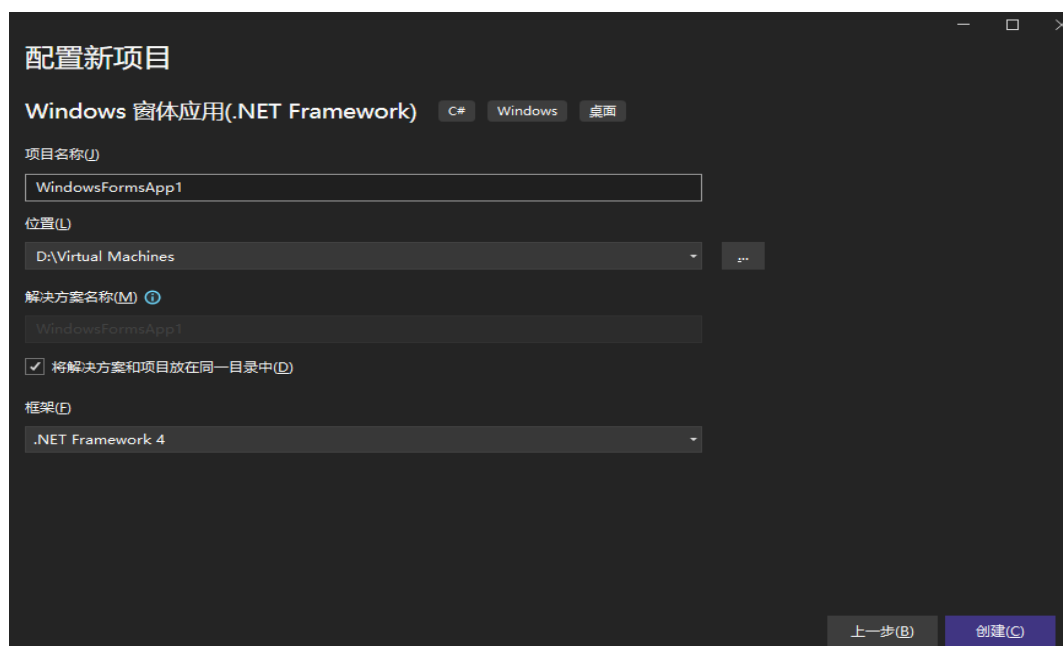 配置新项目
Windows 窗体应用(.NET Framework) C# Windows 桌面
项目名称(J)
WindowsFormsApp1
位置(L)
D:\Virtual Machines
...
解决方案名称(M)
WindowsFormsApp1
将解决方案和项目放在同一目录中(D)
框架(F)
.NET Framework 4
上一步(B) 创建(C)